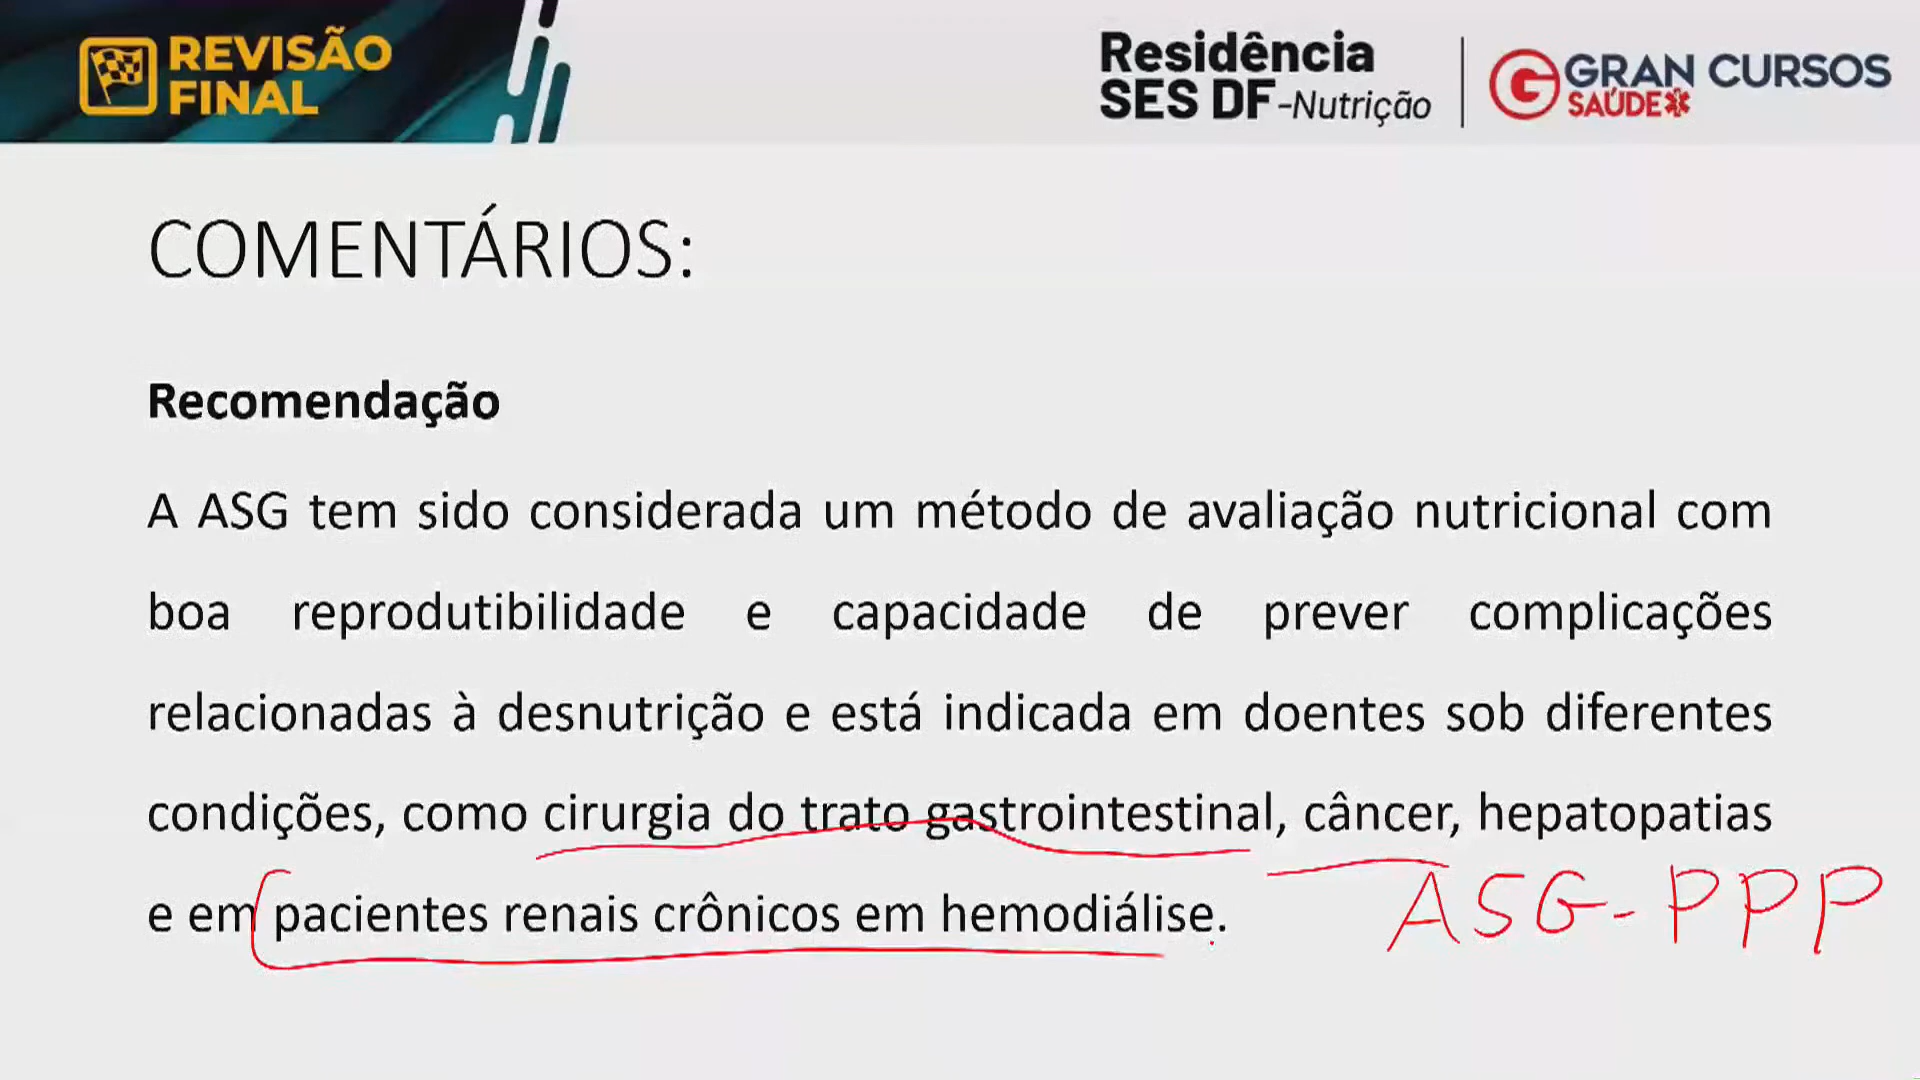 REVISÃO
FINAL
Residência
SES DF-Nutrição
GRAN CURSOS
SAÚDE
COMENTÁRIOS:
Recomendação
A ASG tem sido considerada um método de avaliação nutricional com
boa reprodutibilidade e capacidade de prever complicações
relacionadas à desnutrição e está indicada em doentes sob diferentes
condições, como cirurgia do trato gastrointestinal, câncer, hepatopatias
e em pacientes renais crônicos em hemodiálise.
ASG-PPP